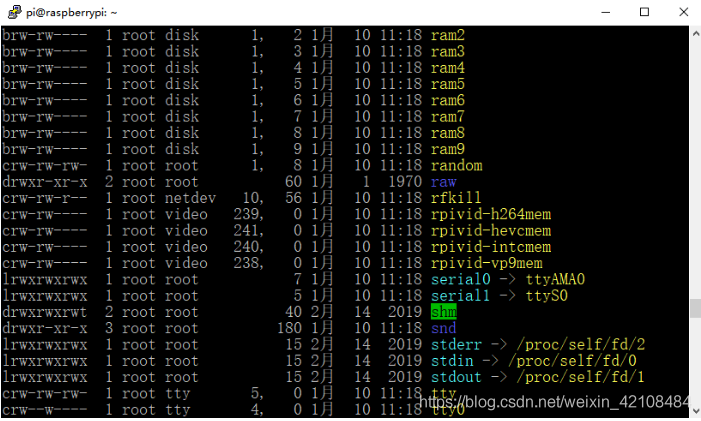 pi@raspberrypi: ~
brw-rw---- 1 root disk 1, 2 1月 10 11:18 ram2
brw-rw---- 1 root disk 1, 3 1月 10 11:18 ram3
brw-rw---- 1 root disk 1, 4 1月 10 11:18 ram4
brw-rw---- 1 root disk 1, 5 1月 10 11:18 ram5
brw-rw---- 1 root disk 1, 6 1月 10 11:18 ram6
brw-rw---- 1 root disk 1, 7 1月 10 11:18 ram7
brw-rw---- 1 root disk 1, 8 1月 10 11:18 ram8
brw-rw---- 1 root disk 1, 9 1月 10 11:18 ram9
crw-rw-rw- 1 root root 1, 8 1月 10 11:18 random
drwxr-xr-x 2 root root 60 1月 1 1970 raw
crw-rw-r-- 1 root netdev 10, 56 1月 10 11:18 rfkill
crw-rw---- 1 root video 239, 0 1月 10 11:18 rpivid-h264mem
crw-rw---- 1 root video 241, 0 1月 10 11:18 rpivid-hevcmem
crw-rw---- 1 root video 240, 0 1月 10 11:18 rpivid-intcmem
crw-rw---- 1 root video 238, 0 1月 10 11:18 rpivid-vp9mem
lrwxrwxrwx 1 root root 7 1月 10 11:18 serial0 -> ttyAMA0
lrwxrwxrwx 1 root root 5 1月 10 11:18 serial1 -> ttyS0
drwxrwxrwt 2 root root 40 2月 14 2019 shm
drwxr-xr-x 3 root root 180 1月 10 11:18 snd
lrwxrwxrwx 1 root root 15 2月 14 2019 stderr -> /proc/self/fd/2
lrwxrwxrwx 1 root root 15 2月 14 2019 stdin -> /proc/self/fd/0
lrwxrwxrwx 1 root root 15 2月 14 2019 stdout -> /proc/self/fd/1
crw-rw-rw- 1 root tty 5, 0 1月 10 11:18 tty
crw--w---- 1 root tty 4, 0 1月 10 11:18 tty0
https://blog.csdn.net/weixin_42108484